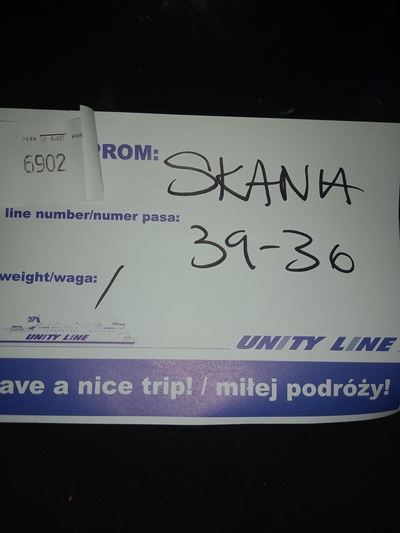 PROM: SKANIA
6902
line number/numer pasa: 39-36
weight/waga: /
UNITY LINE
UNITY LINE
ave a nice trip! / miłej podróży!